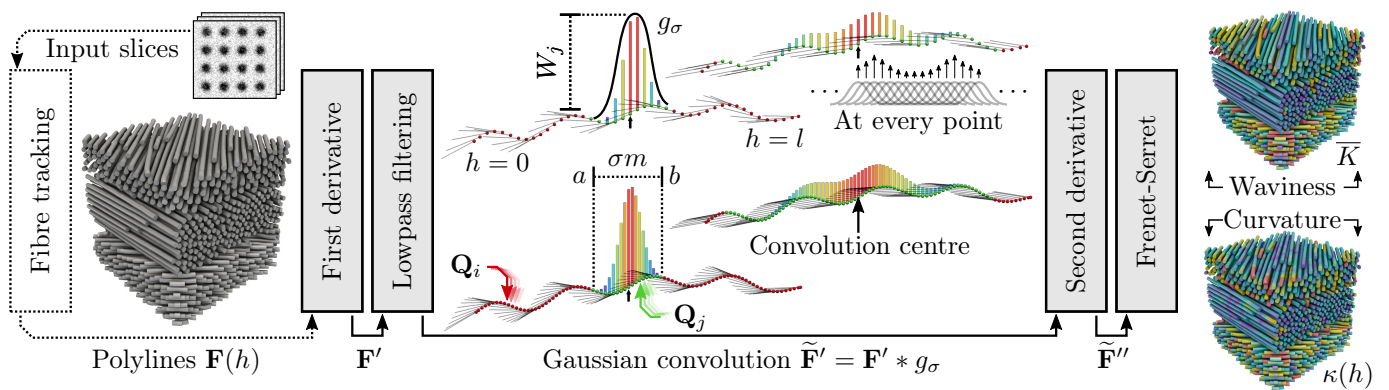 Input slices
Fibre tracking
Polylines F(h)
First derivative
F′
Lowpass filtering
W_j
g_σ
h = 0
h = l
At every point
· · ·
· · ·
σm
a
b
Convolution centre
Q_i
Q_j
Gaussian convolution F̃′ = F′ ∗ g_σ
Second derivative
F̃′′
Frenet-Serret
K̅
Waviness
Curvature
κ(h)